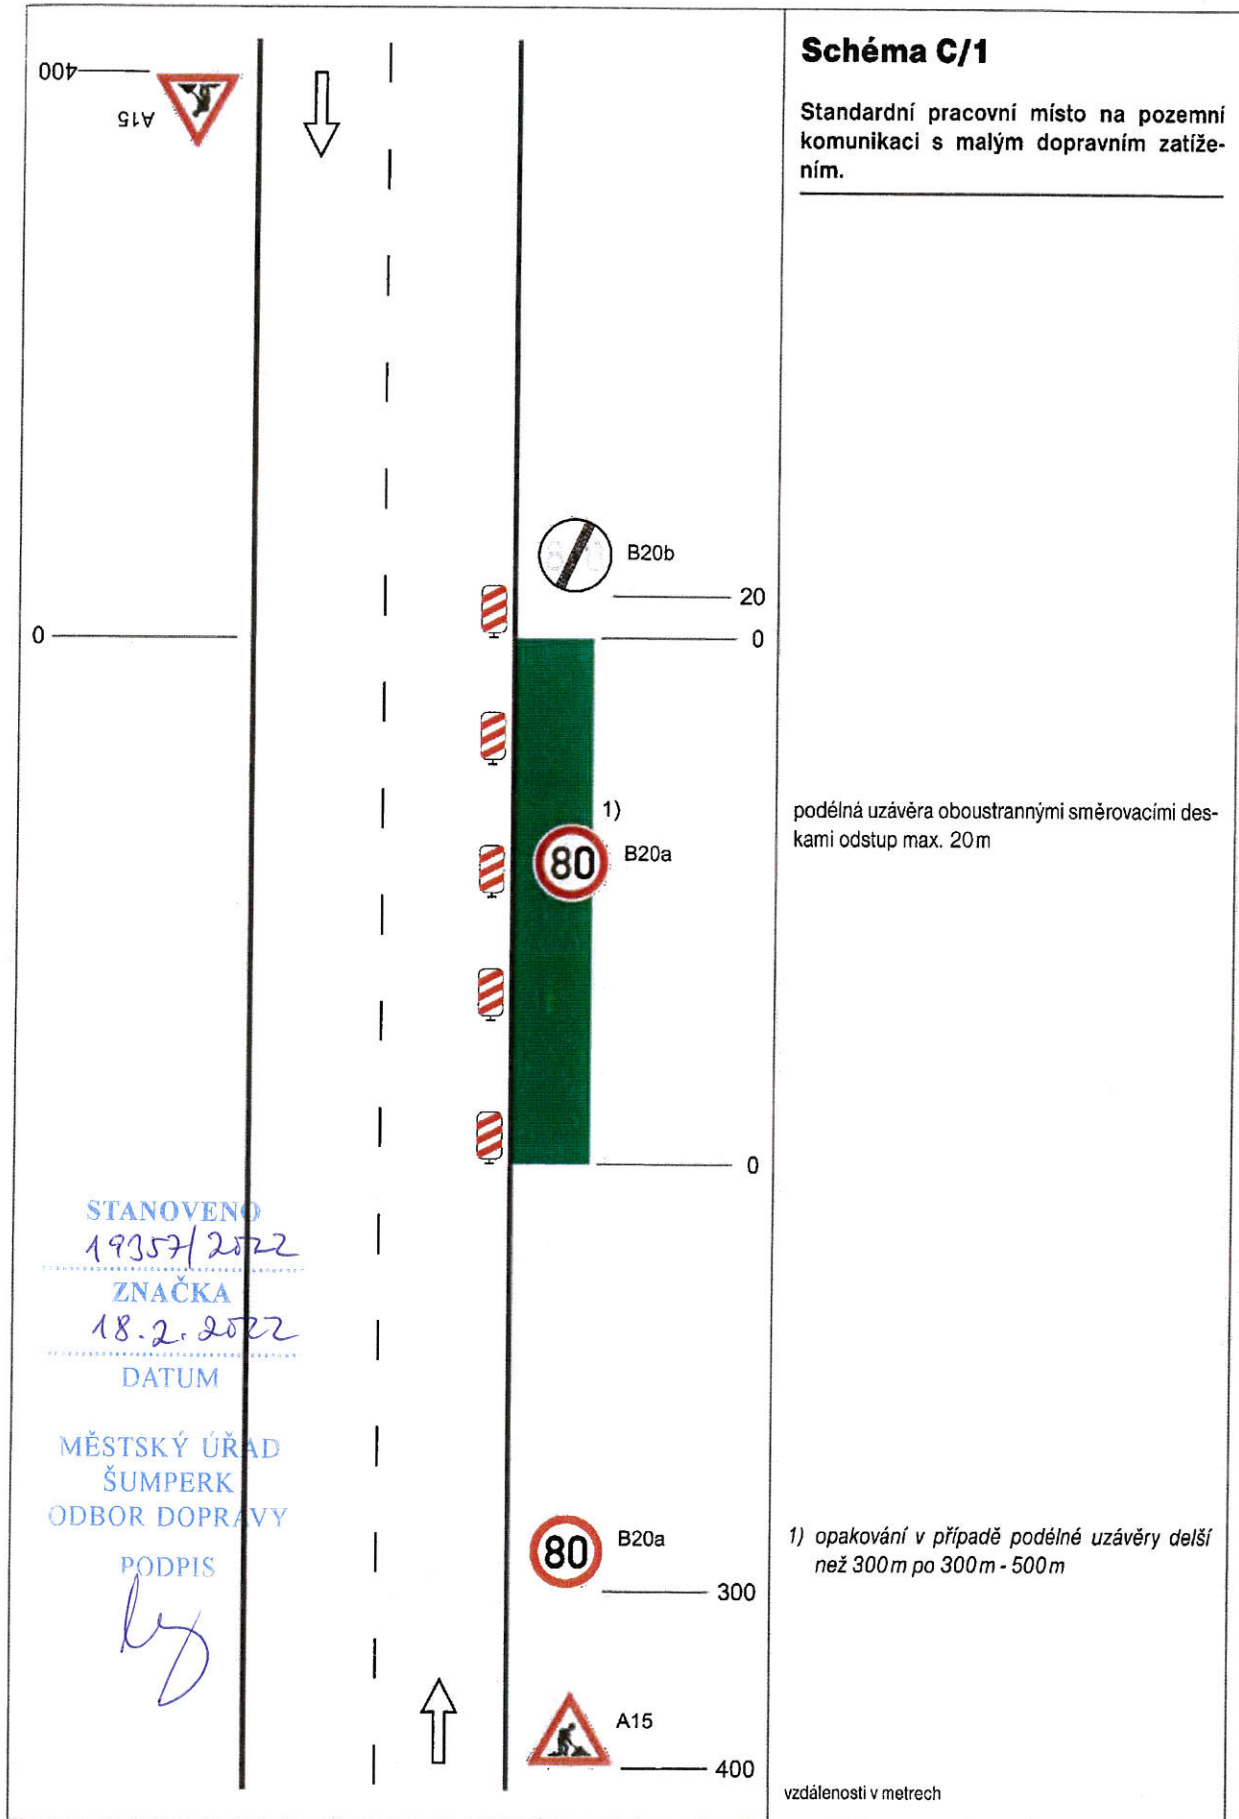 Schéma C/1
Standardní pracovní místo na pozemní
komunikaci s malým dopravním zatíže-
ním.
400
A15
B20b
20
0
0
1)
80
B20a
podélná uzávěra oboustrannými směrovacími des-
kami odstup max. 20 m
0
STANOVENO
19357/2022
ZNAČKA
18.2.2022
DATUM
MĚSTSKÝ ÚŘAD
ŠUMPERK
ODBOR DOPRAVY
PODPIS
80
B20a
300
1) opakování v případě podélné uzávěry delší
než 300 m po 300 m - 500 m
A15
400
vzdálenosti v metrech